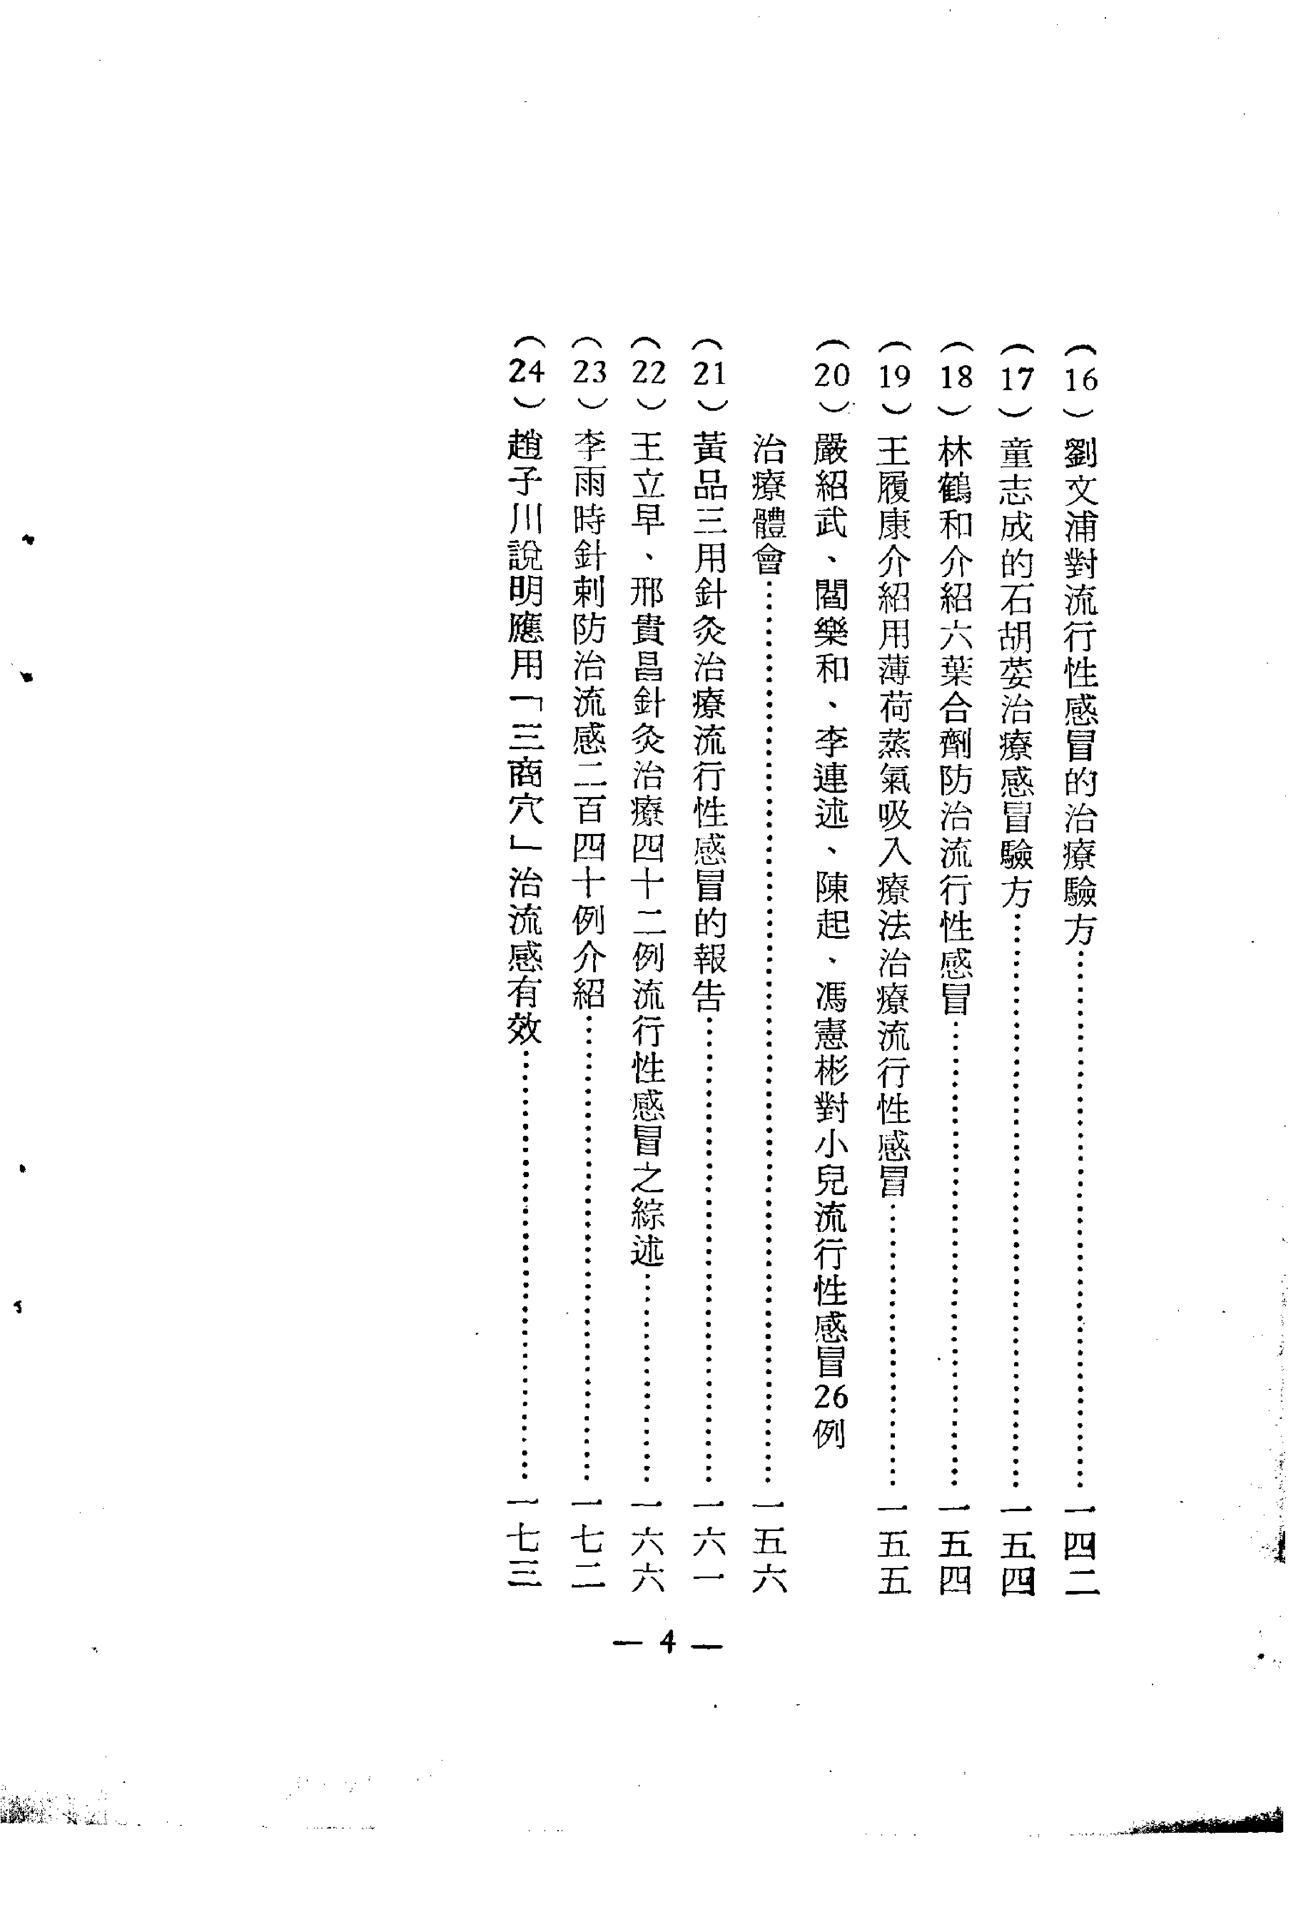 (16)劉文浦對流行性感冒的治療驗方……一四二
(17)童志成的石胡荽治療感冒驗方……一五四
(18)林鶴和介紹六葉合劑防治流行性感冒……一五四
(19)王履康介紹用薄荷蒸氣吸入療法治療流行性感冒……一五五
(20)嚴紹武、閻樂和、李連述、陳起、馮憲彬對小兒流行性感冒26例
治療體會……一五六
(21)黃品三用針灸治療流行性感冒的報告……一六一
(22)王立早、邢貴昌針灸治療四十二例流行性感冒之綜述……一六六
(23)李雨時針刺防治流感二百四十例介紹……一七二
(24)趙子川說明應用「三商穴」治流感有效……一七三
— 4 —